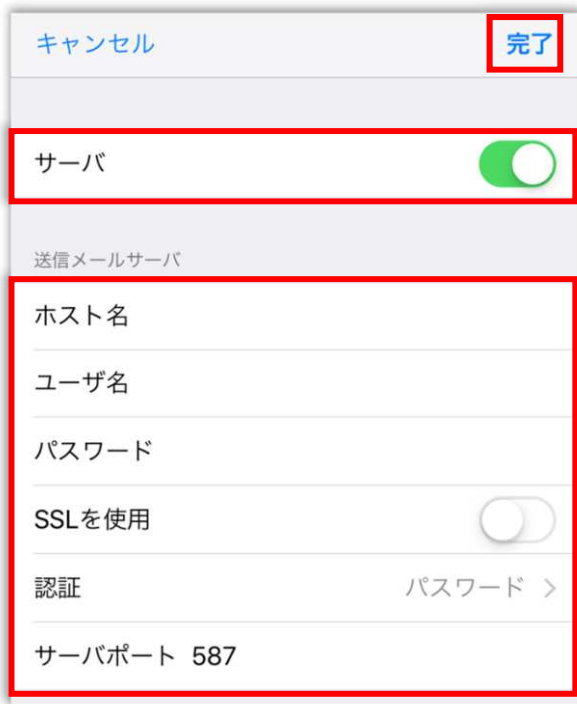 キャンセル 完了
サーバ
送信メールサーバ
ホスト名
ユーザ名
パスワード
SSLを使用
認証 パスワード
サーバポート 587